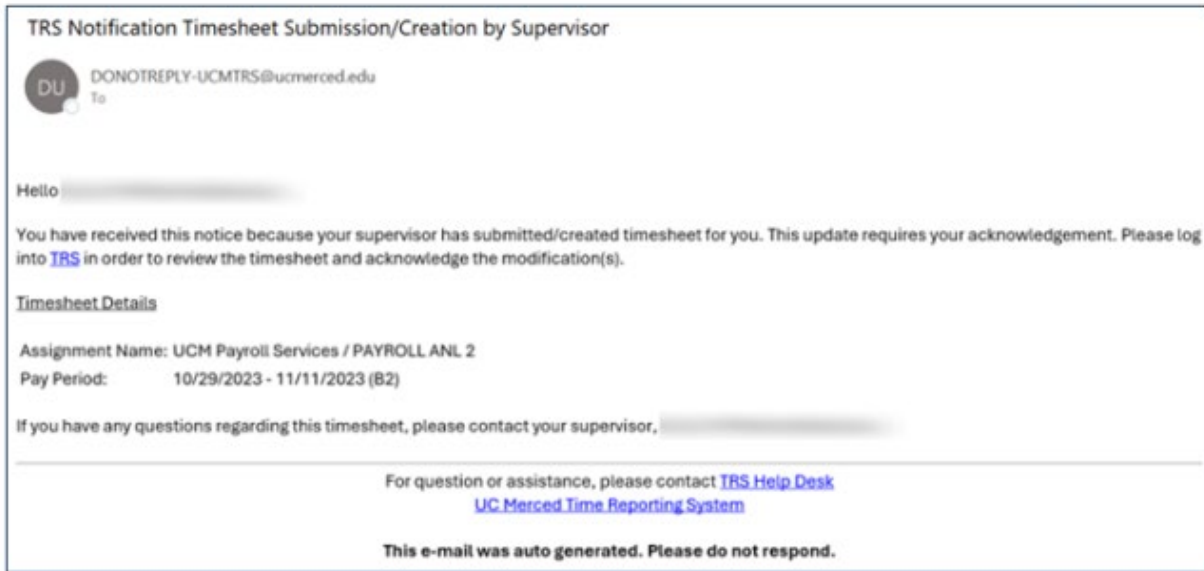 TRS Notification Timesheet Submission/Creation by Supervisor
DU
DONOTREPLY-UCMTRS@ucmerced.edu
To
Hello
You have received this notice because your supervisor has submitted/created timesheet for you. This update requires your acknowledgement. Please log
into TRS in order to review the timesheet and acknowledge the modification(s).
Timesheet Details
Assignment Name: UCM Payroll Services / PAYROLL ANL 2
Pay Period: 10/29/2023 - 11/11/2023 (B2)
If you have any questions regarding this timesheet, please contact your supervisor,
For question or assistance, please contact TRS Help Desk
UC Merced Time Reporting System
This e-mail was auto generated. Please do not respond.